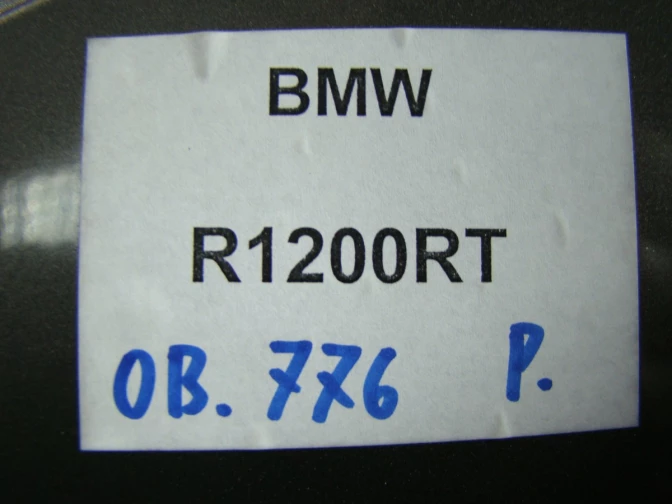 BMW
R1200RT
OB. 776 P.